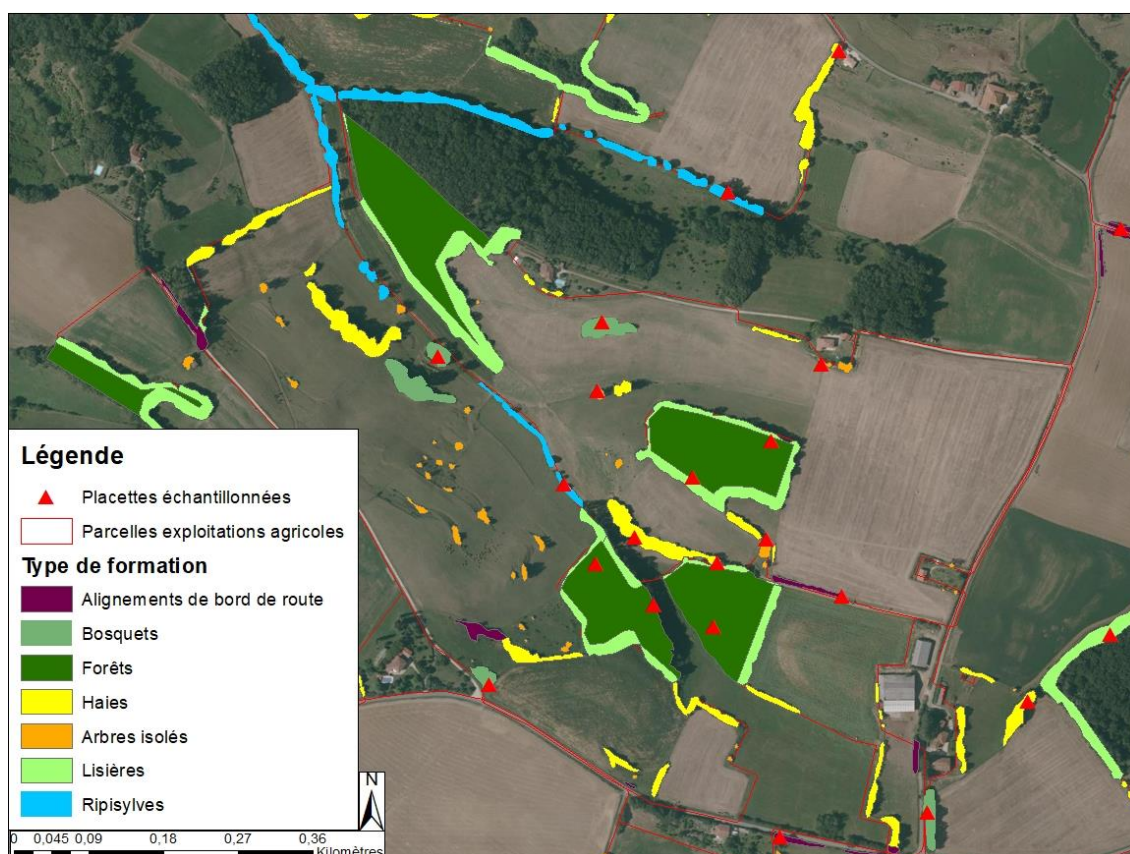 Légende
Placettes échantillonnées
Parcelles exploitations agricoles
Type de formation
Alignements de bord de route
Bosquets
Forêts
Haies
Arbres isolés
Lisières
Ripisylves
N
0 0,045 0,09 0,18 0,27 0,36
Kilomètres